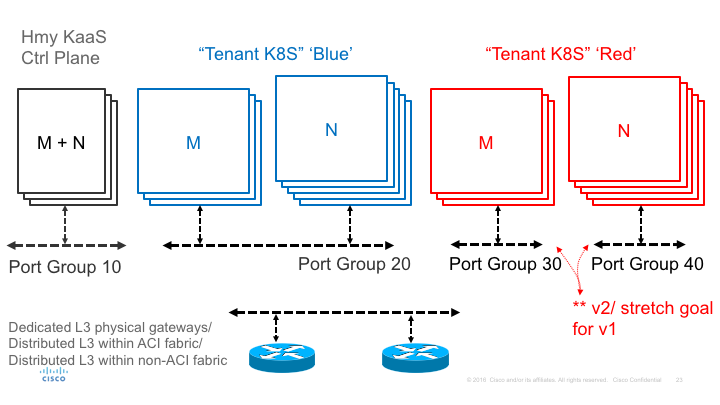 Hmy KaaS
Ctrl Plane
“Tenant K8S” ‘Blue’
“Tenant K8S” ‘Red’
M + N
M
N
M
N
Port Group 10
Port Group 20
Port Group 30
Port Group 40
** v2/ stretch goal
for v1
Dedicated L3 physical gateways/
Distributed L3 within ACI fabric/
Distributed L3 within non-ACI fabric
CISCO
© 2016 Cisco and/or its affiliates. All rights reserved. Cisco Confidential 23